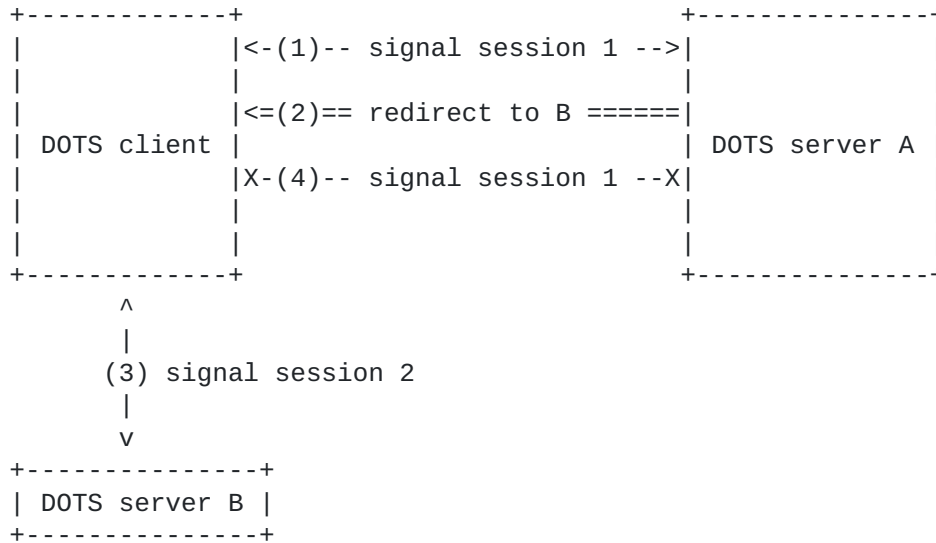 +-------------+                           +---------------+
|             |<-(1)-- signal session 1 -->|
|             |                           |
|             |<=(2)== redirect to B ======|
| DOTS client |                           | DOTS server A
|             |X-(4)-- signal session 1 --X|
|             |                           |
|             |                           |
+-------------+                           +---------------+
       ^
       |
      (3) signal session 2
       |
       v
+---------------+
| DOTS server B |
+---------------+